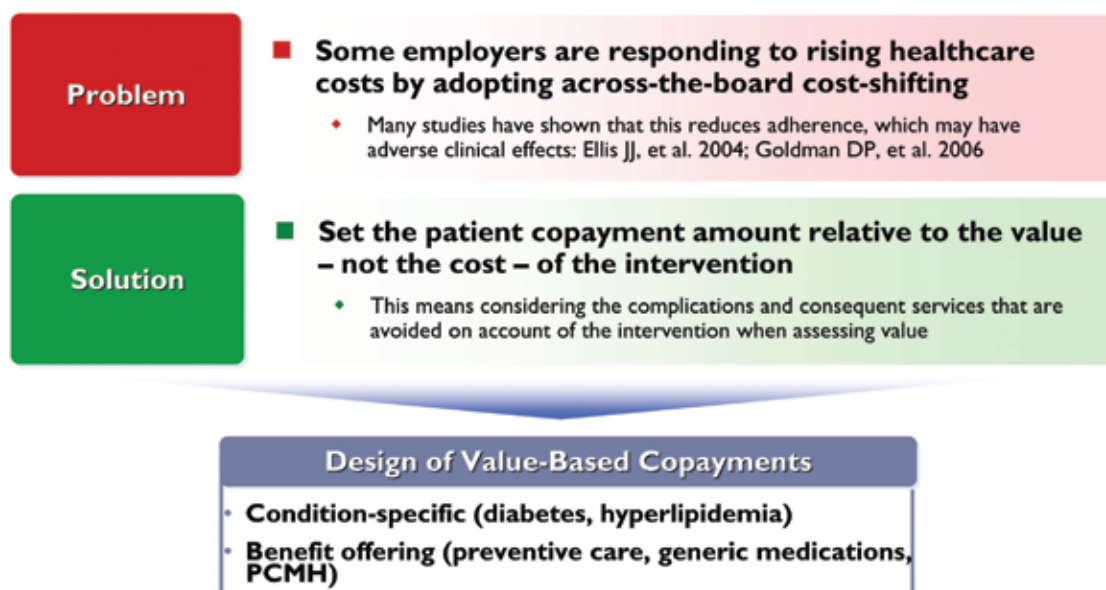 Problem
Some employers are responding to rising healthcare
costs by adopting across-the-board cost-shifting
Many studies have shown that this reduces adherence, which may have
adverse clinical effects: Ellis JJ, et al. 2004; Goldman DP, et al. 2006
Solution
Set the patient copayment amount relative to the value
– not the cost – of the intervention
This means considering the complications and consequent services that are
avoided on account of the intervention when assessing value
Design of Value-Based Copayments
Condition-specific (diabetes, hyperlipidemia)
Benefit offering (preventive care, generic medications,
PCMH)